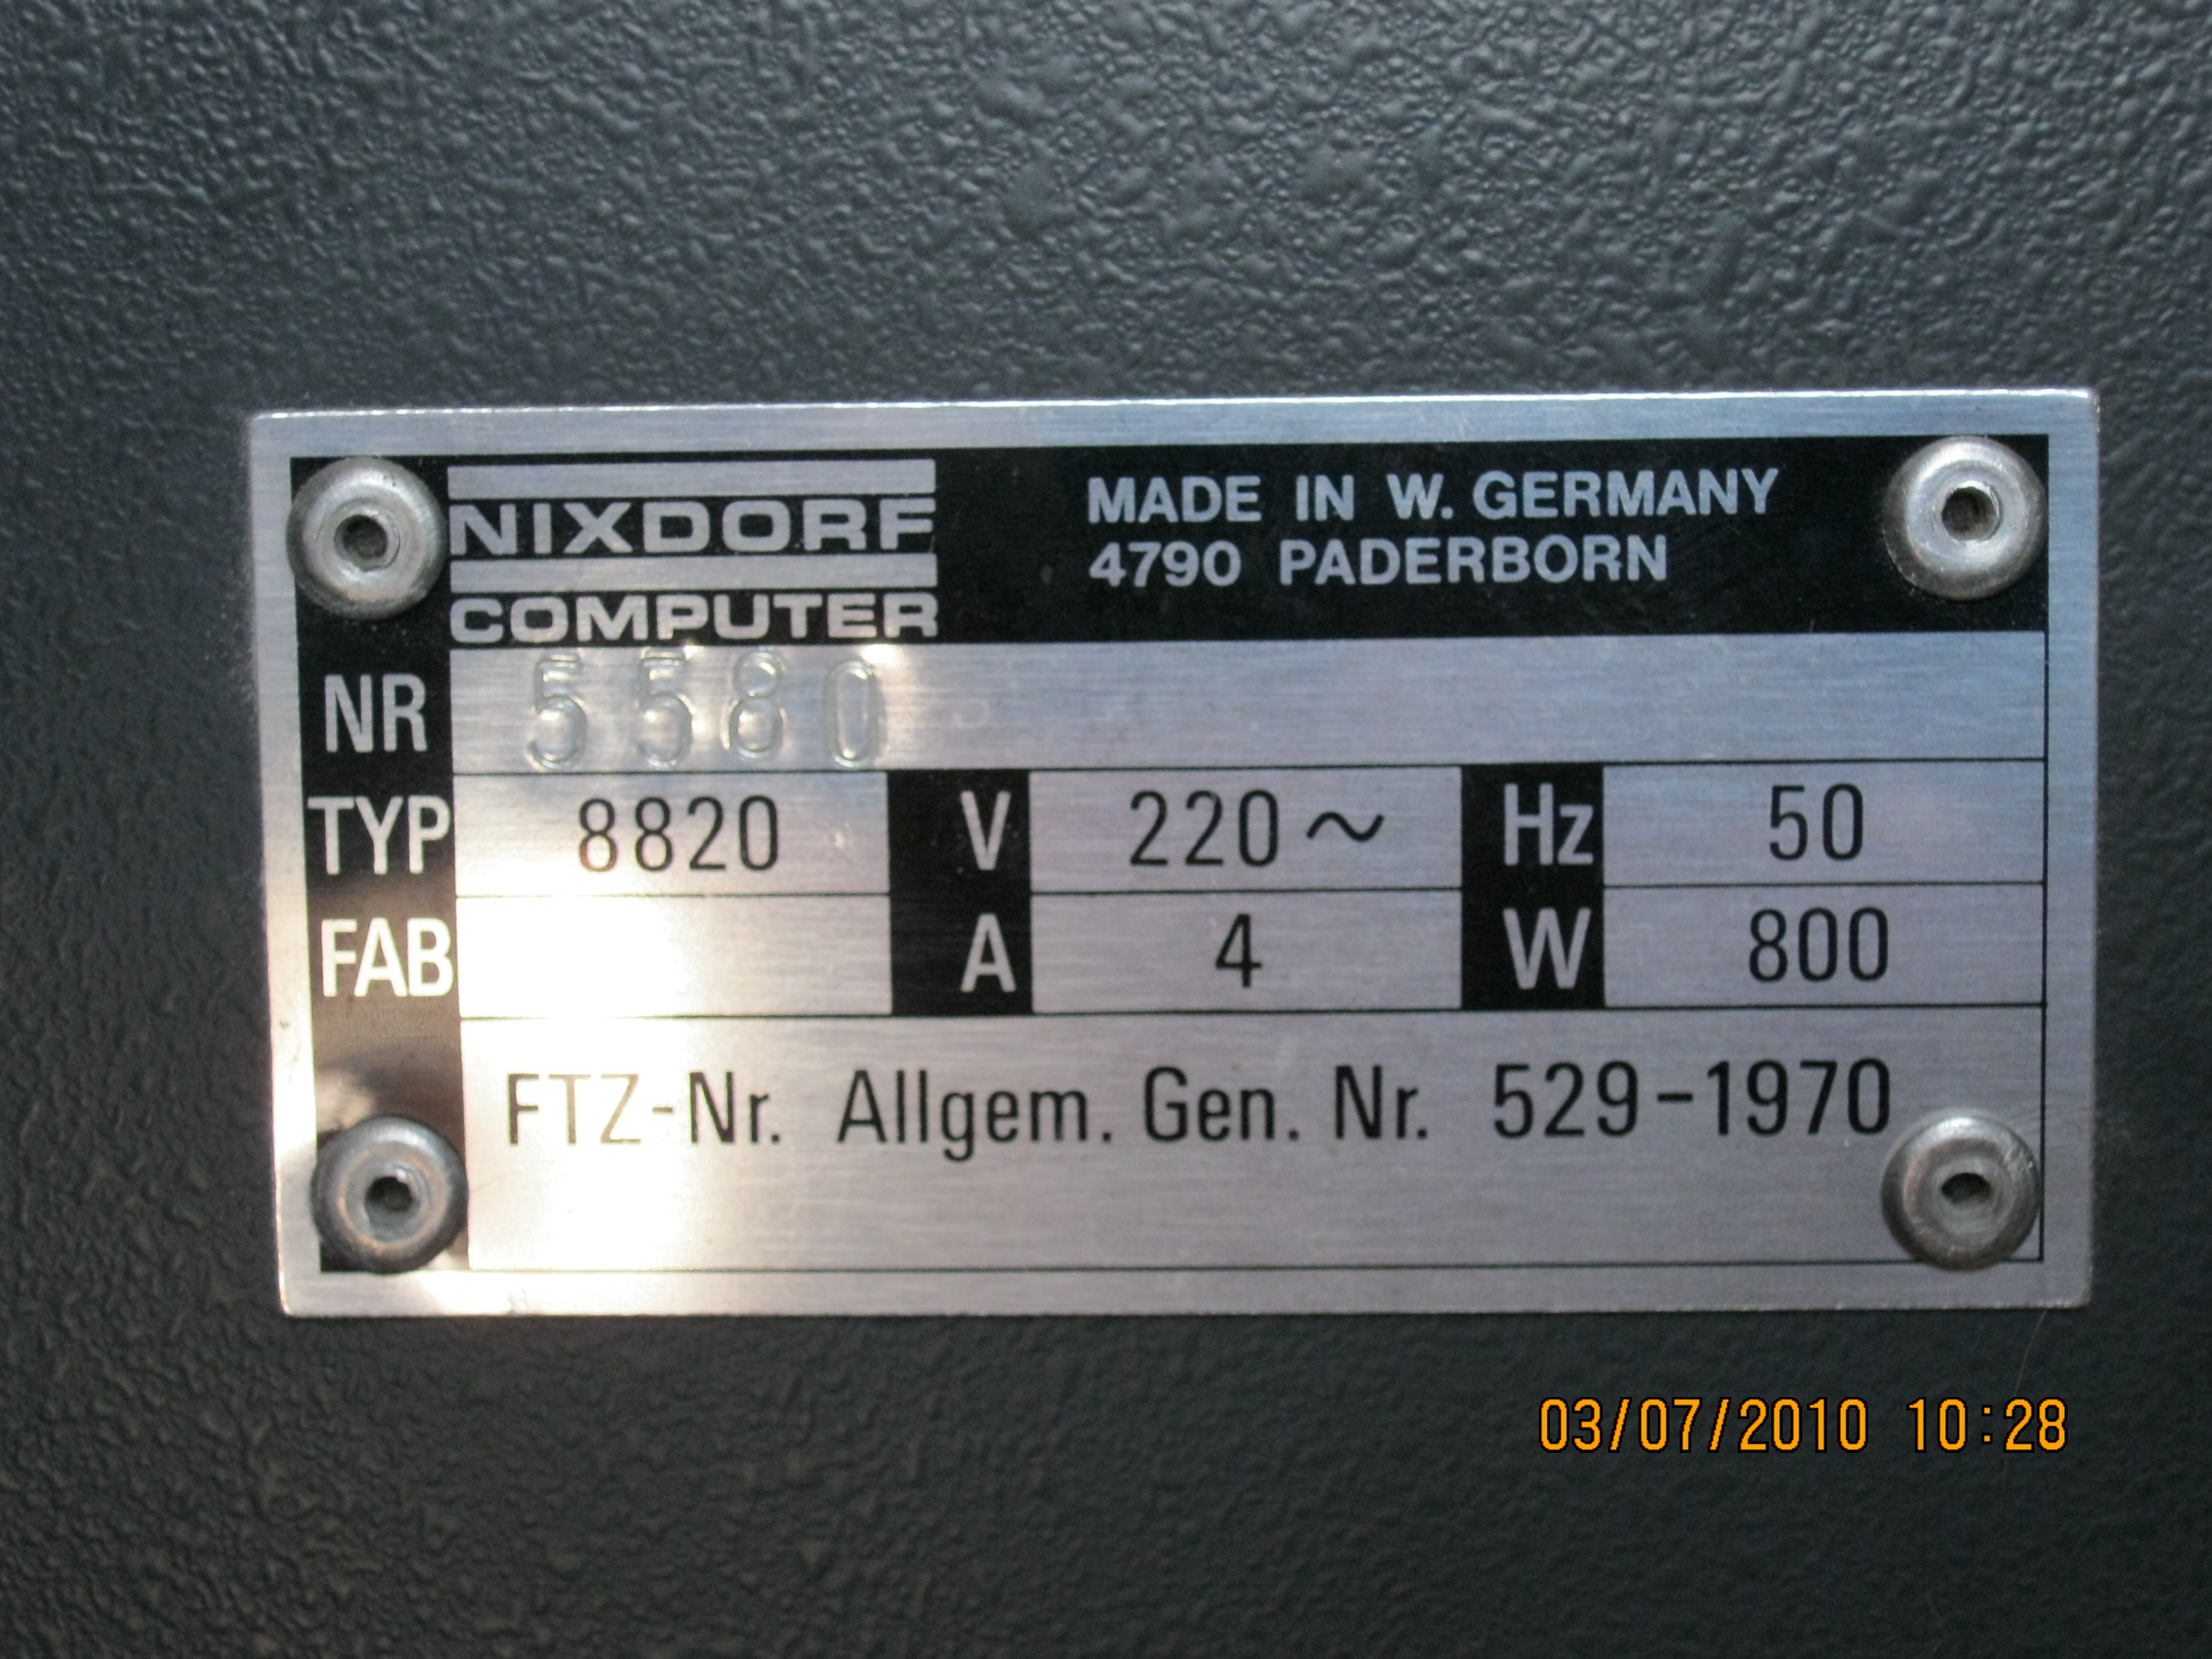 NIXDORF
COMPUTER
MADE IN W. GERMANY
4790 PADERBORN
NR 5580
TYP 8820 V 220~ Hz 50
FAB A 4 W 800
FTZ-Nr. Allgem. Gen. Nr. 529-1970
03/07/2010 10:28